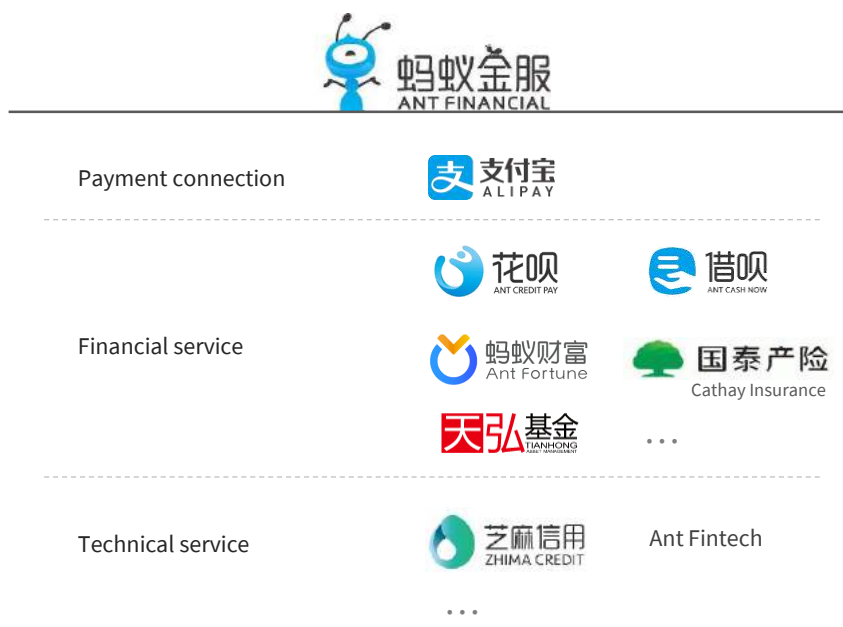 蚂蚁金服
ANT FINANCIAL
Payment connection
支付宝
ALIPAY
花呗
ANT CREDIT PAY
借呗
ANT CASH NOW
Financial service
蚂蚁财富
Ant Fortune
国泰产险
Cathay Insurance
天弘基金
TIANHONG
ASSET MANAGEMENT
...
Technical service
芝麻信用
ZHIMA CREDIT
Ant Fintech
...